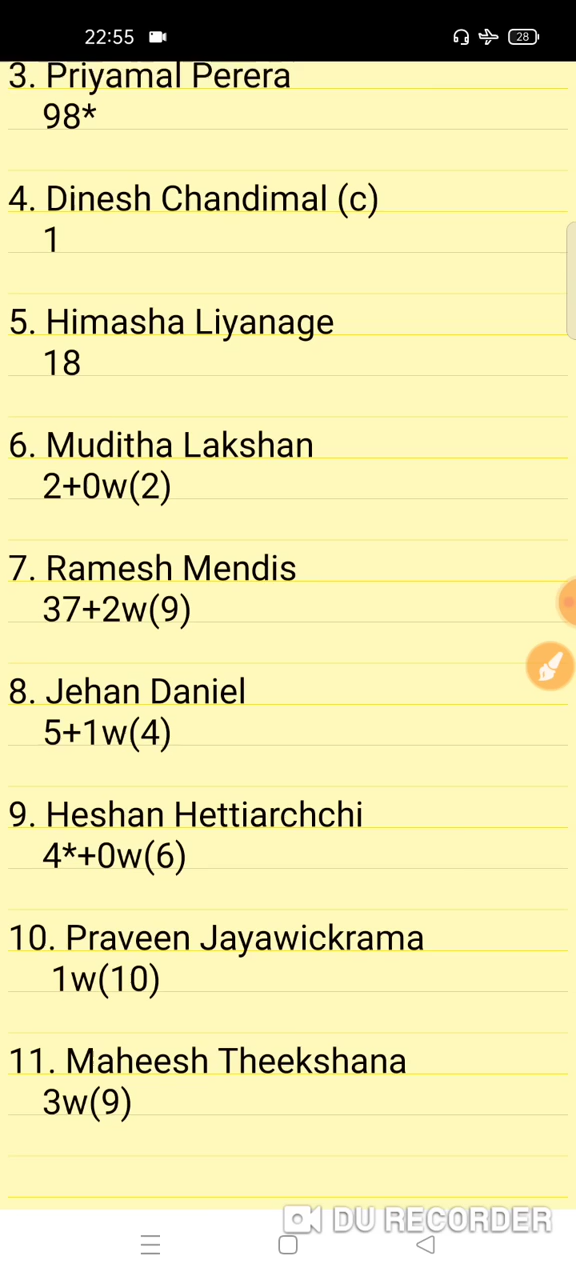 22:55
28
3. Priyamal Perera
98*
4. Dinesh Chandimal (c)
1
5. Himasha Liyanage
18
6. Muditha Lakshan
2+0w(2)
7. Ramesh Mendis
37+2w(9)
8. Jehan Daniel
5+1w(4)
9. Heshan Hettiarchchi
4*+0w(6)
10. Praveen Jayawickrama
1w(10)
11. Maheesh Theekshana
3w(9)
DU RECORDER